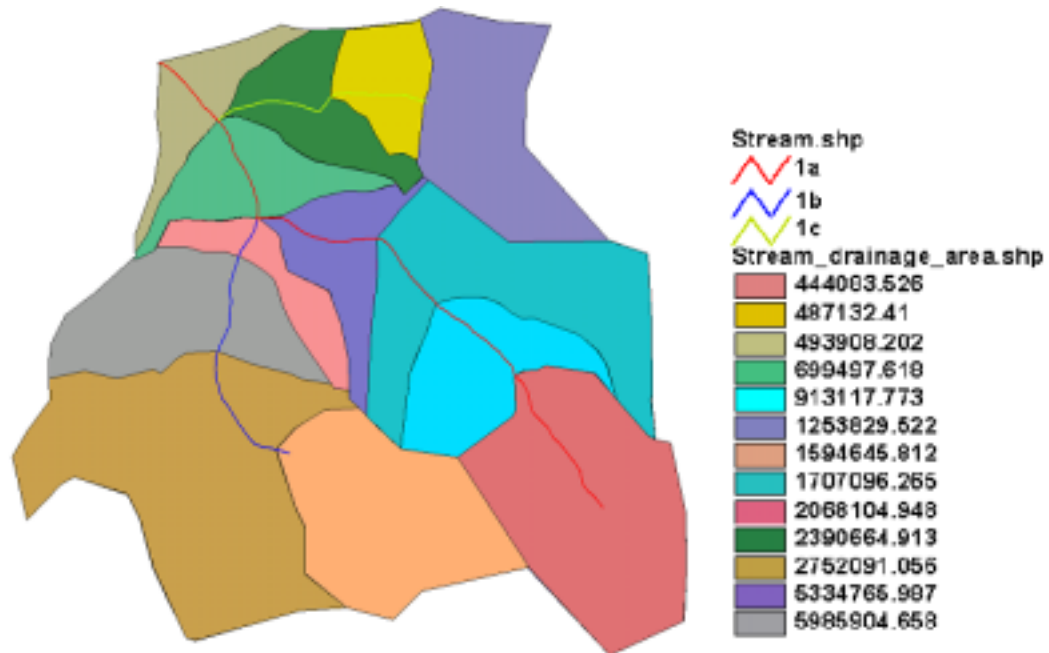 Stream.shp
1a
1b
1c
Stream_drainage_area.shp
444083.526
487132.41
493908.202
699497.618
913117.773
1253829.522
1594645.812
1707096.265
2068104.948
2390664.913
2752091.056
5334765.987
5985904.658